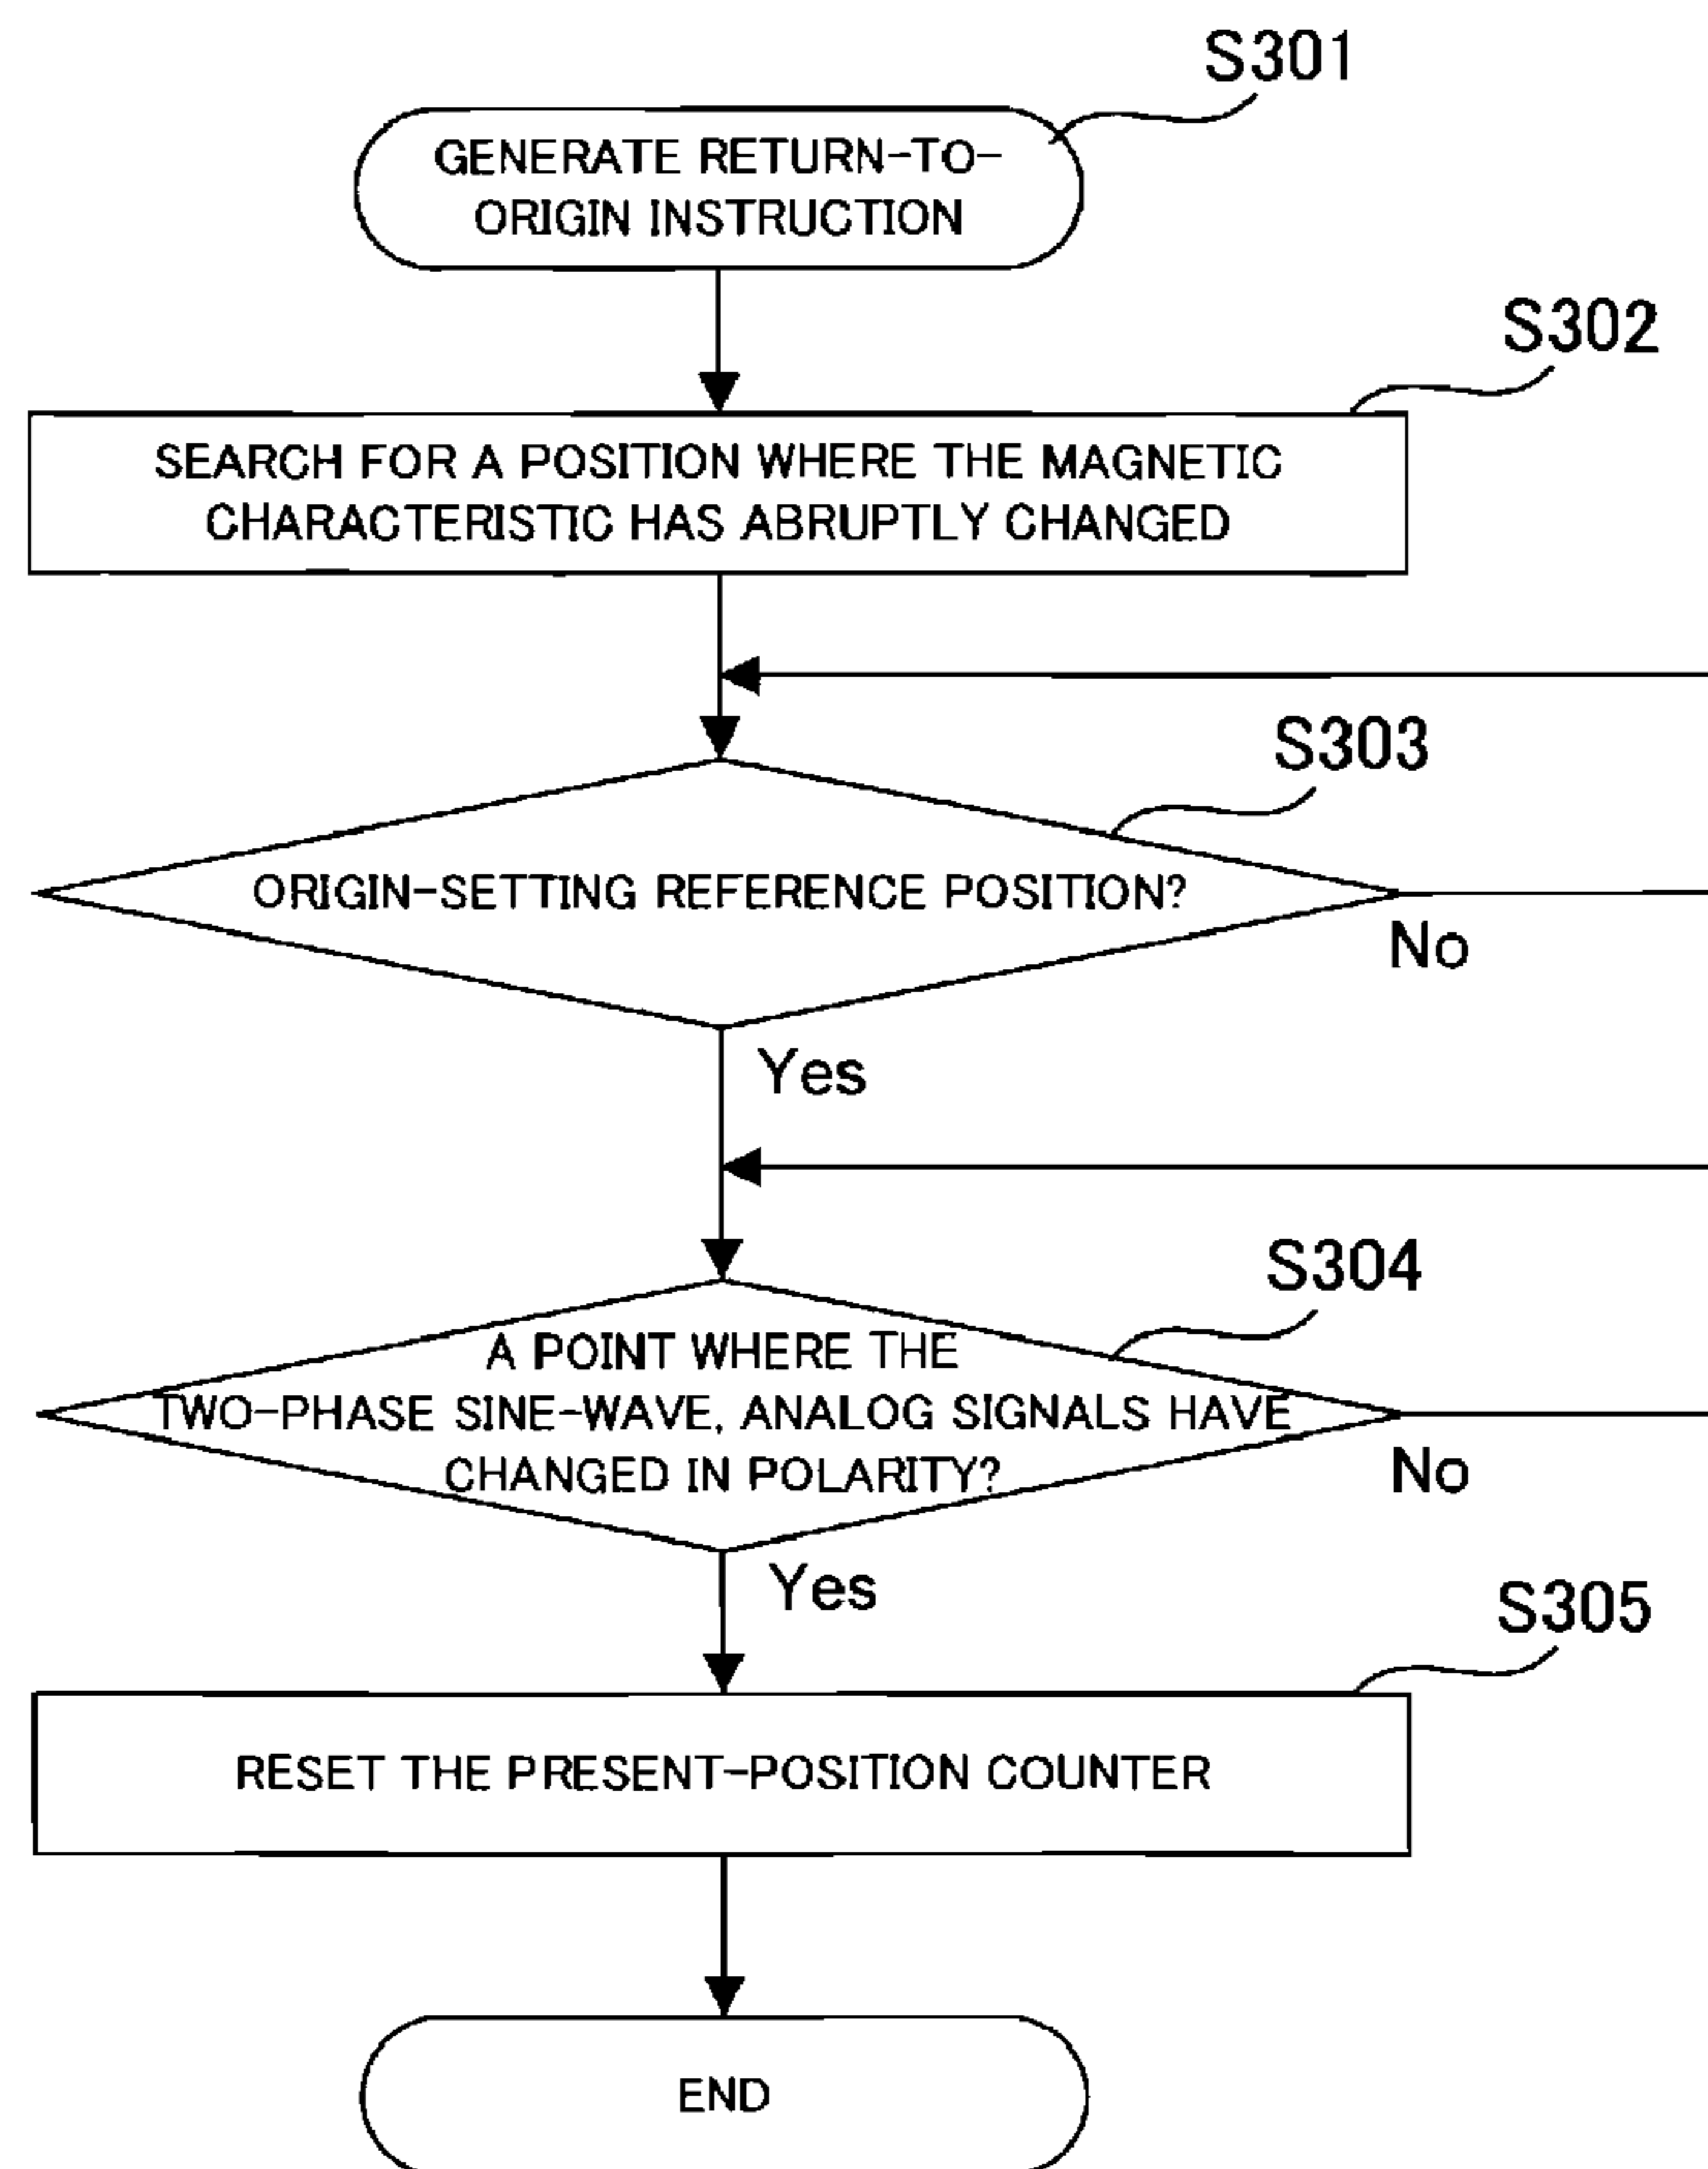 S301
GENERATE RETURN-TO-
ORIGIN INSTRUCTION
S302
SEARCH FOR A POSITION WHERE THE MAGNETIC
CHARACTERISTIC HAS ABRUPTLY CHANGED
S303
ORIGIN-SETTING REFERENCE POSITION?
No
Yes
S304
A POINT WHERE THE
TWO-PHASE SINE-WAVE, ANALOG SIGNALS HAVE
CHANGED IN POLARITY?
No
Yes
S305
RESET THE PRESENT-POSITION COUNTER
END